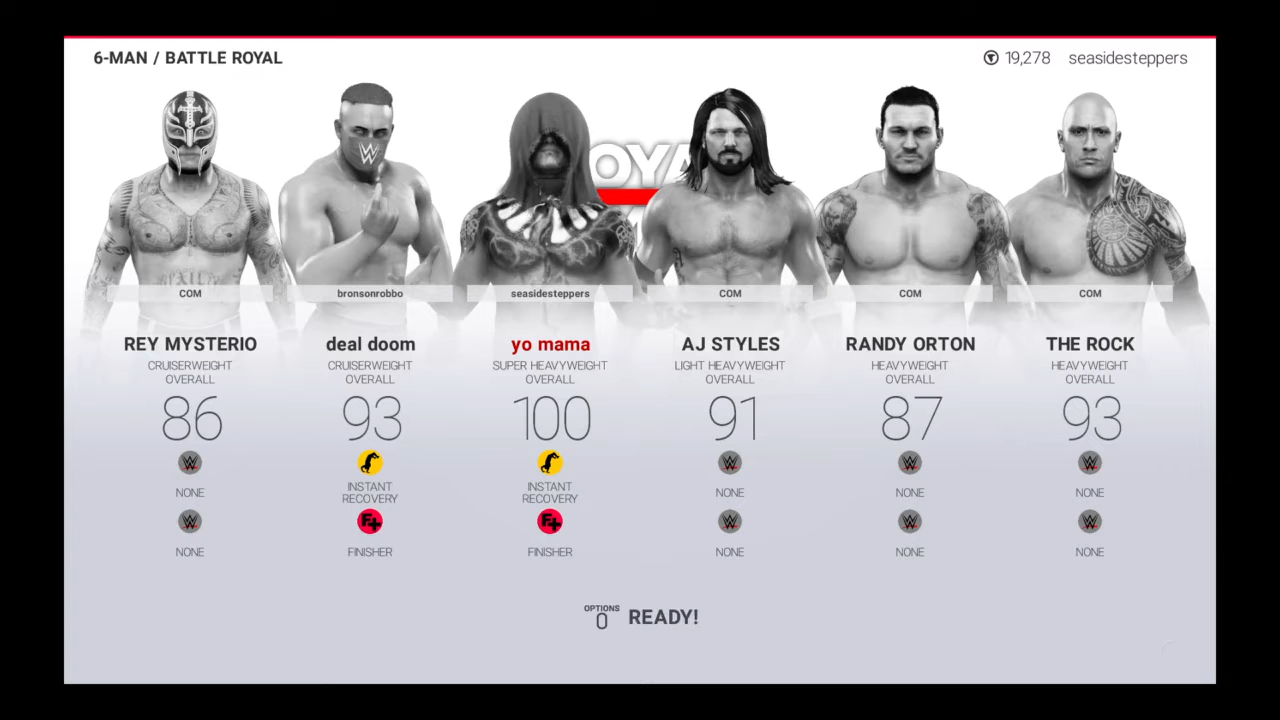 6-MAN / BATTLE ROYAL
19,278 seasidesteppers
OYA
COM bronsonrobbo seasidesteppers COM COM COM
REY MYSTERIO deal doom yo mama AJ STYLES RANDY ORTON THE ROCK
CRUISERWEIGHT CRUISERWEIGHT SUPER HEAVYWEIGHT LIGHT HEAVYWEIGHT HEAVYWEIGHT HEAVYWEIGHT
OVERALL OVERALL OVERALL OVERALL OVERALL OVERALL
86 93 100 91 87 93
NONE INSTANT INSTANT NONE NONE NONE
RECOVERY RECOVERY
F+ F+
NONE FINISHER FINISHER NONE NONE NONE
OPTIONS
READY!